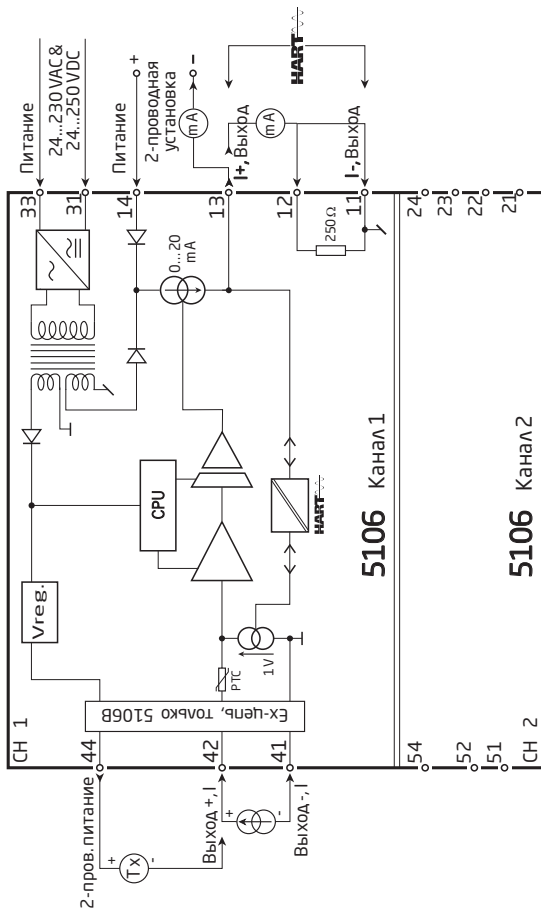 Питание
24...230 VAC &
24...250 VDC
Питание
2-проводная
установка
+
-
mA
I+, Выход
mA
HART
I-, Выход
33
31
14
13
12
11
24
23
22
21
0...20
mA
250 Ω
CPU
HART
Vreg.
PTC
1 V
Ex-цепь, только 5106B
5106 Канал 1
5106 Канал 2
CH 1
44
42
41
54
52
51
CH 2
2-пров.питание
+
Tx
-
Выход +, I
+
-
Выход -, I